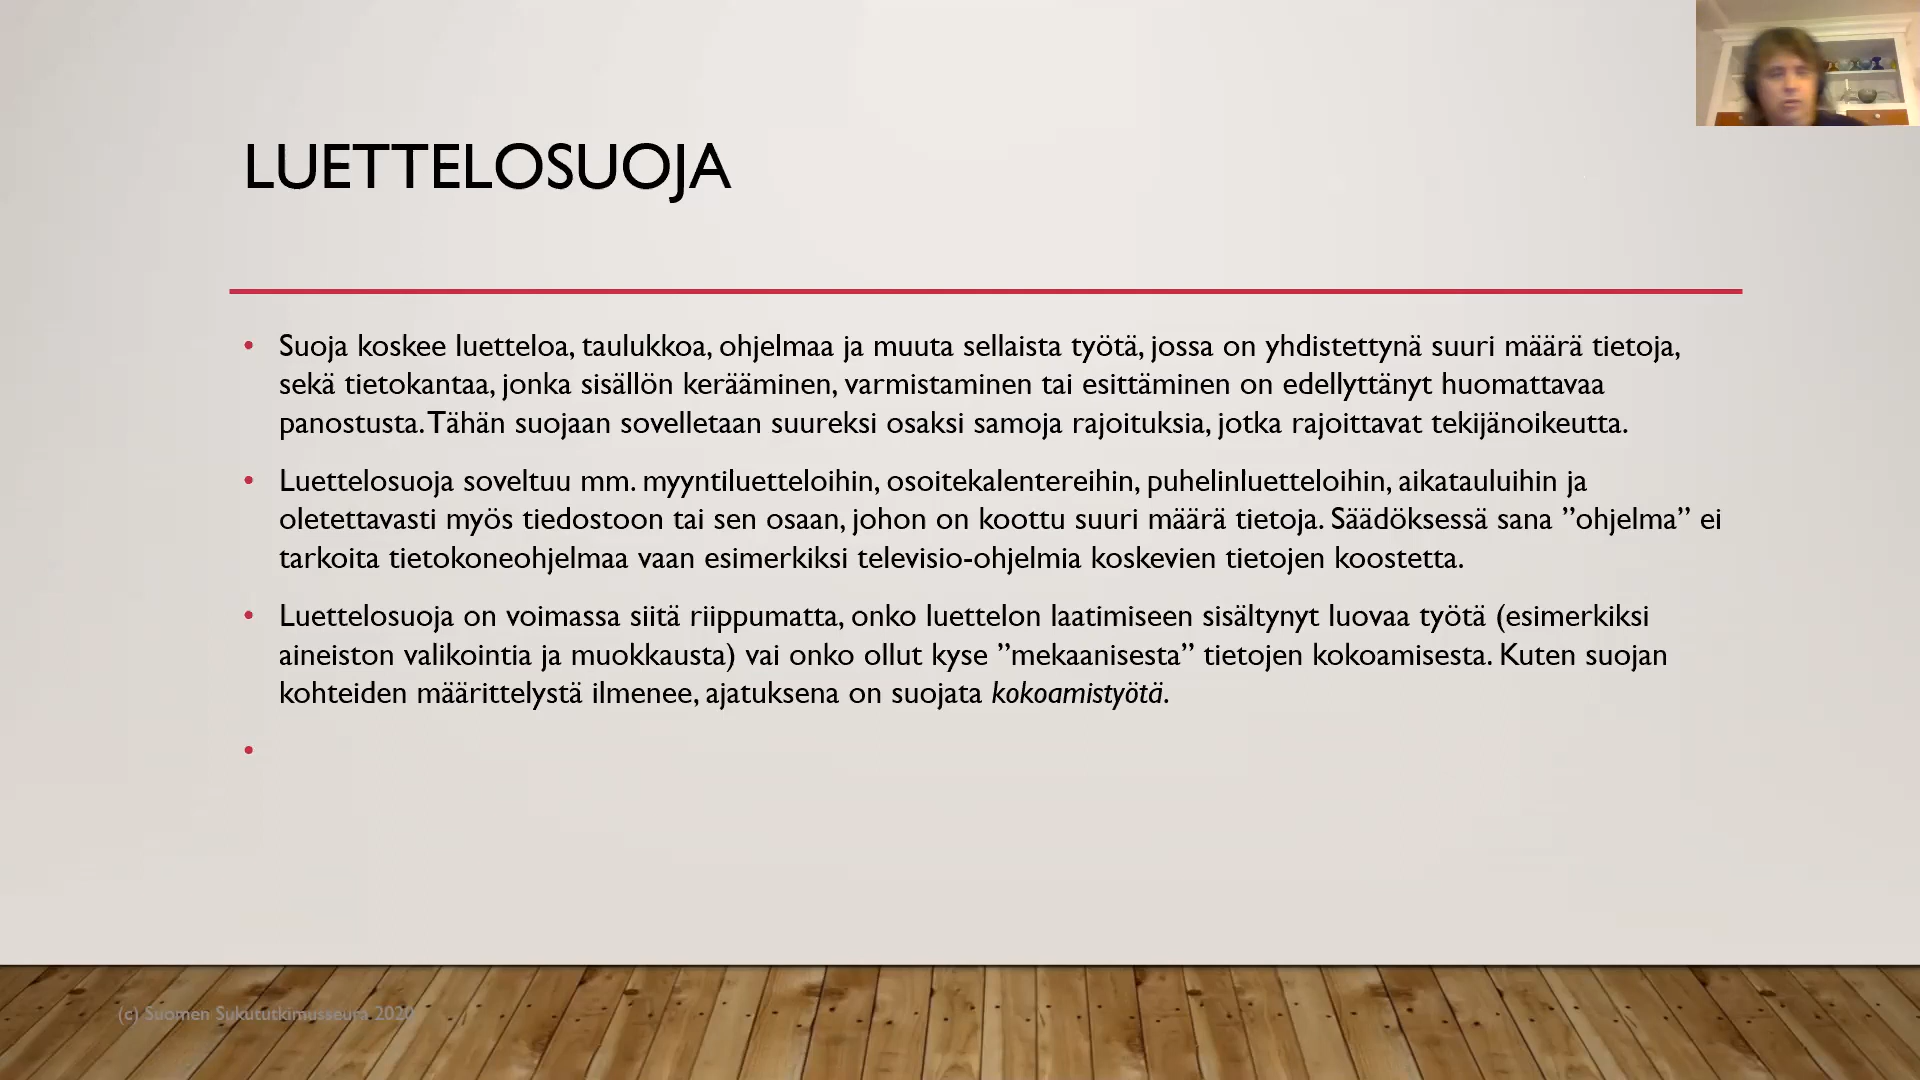 LUETTELOSUOJA
• Suoja koskee luetteloa, taulukkoa, ohjelmaa ja muuta sellaista työtä, jossa on yhdistettynä suuri määrä tietoja,
sekä tietokantaa, jonka sisällön kerääminen, varmistaminen tai esittäminen on edellyttänyt huomattavaa
panostusta. Tähän suojaan sovelletaan suureksi osaksi samoja rajoituksia, jotka rajoittavat tekijänoikeutta.
• Luettelosuoja soveltuu mm. myyntiluetteloihin, osoitekalentereihin, puhelinluetteloihin, aikatauluihin ja
oletettavasti myös tiedostoon tai sen osaan, johon on koottu suuri määrä tietoja. Säädöksessä sana ”ohjelma” ei
tarkoita tietokoneohjelmaa vaan esimerkiksi televisio-ohjelmia koskevien tietojen koostetta.
• Luettelosuoja on voimassa siitä riippumatta, onko luettelon laatimiseen sisältynyt luovaa työtä (esimerkiksi
aineiston valikointia ja muokkausta) vai onko ollut kyse ”mekaanisesta” tietojen kokoamisesta. Kuten suojan
kohteiden määrittelystä ilmenee, ajatuksena on suojata kokoamistyötä.
•
(c) Suomen Sukututkimusseura 2020